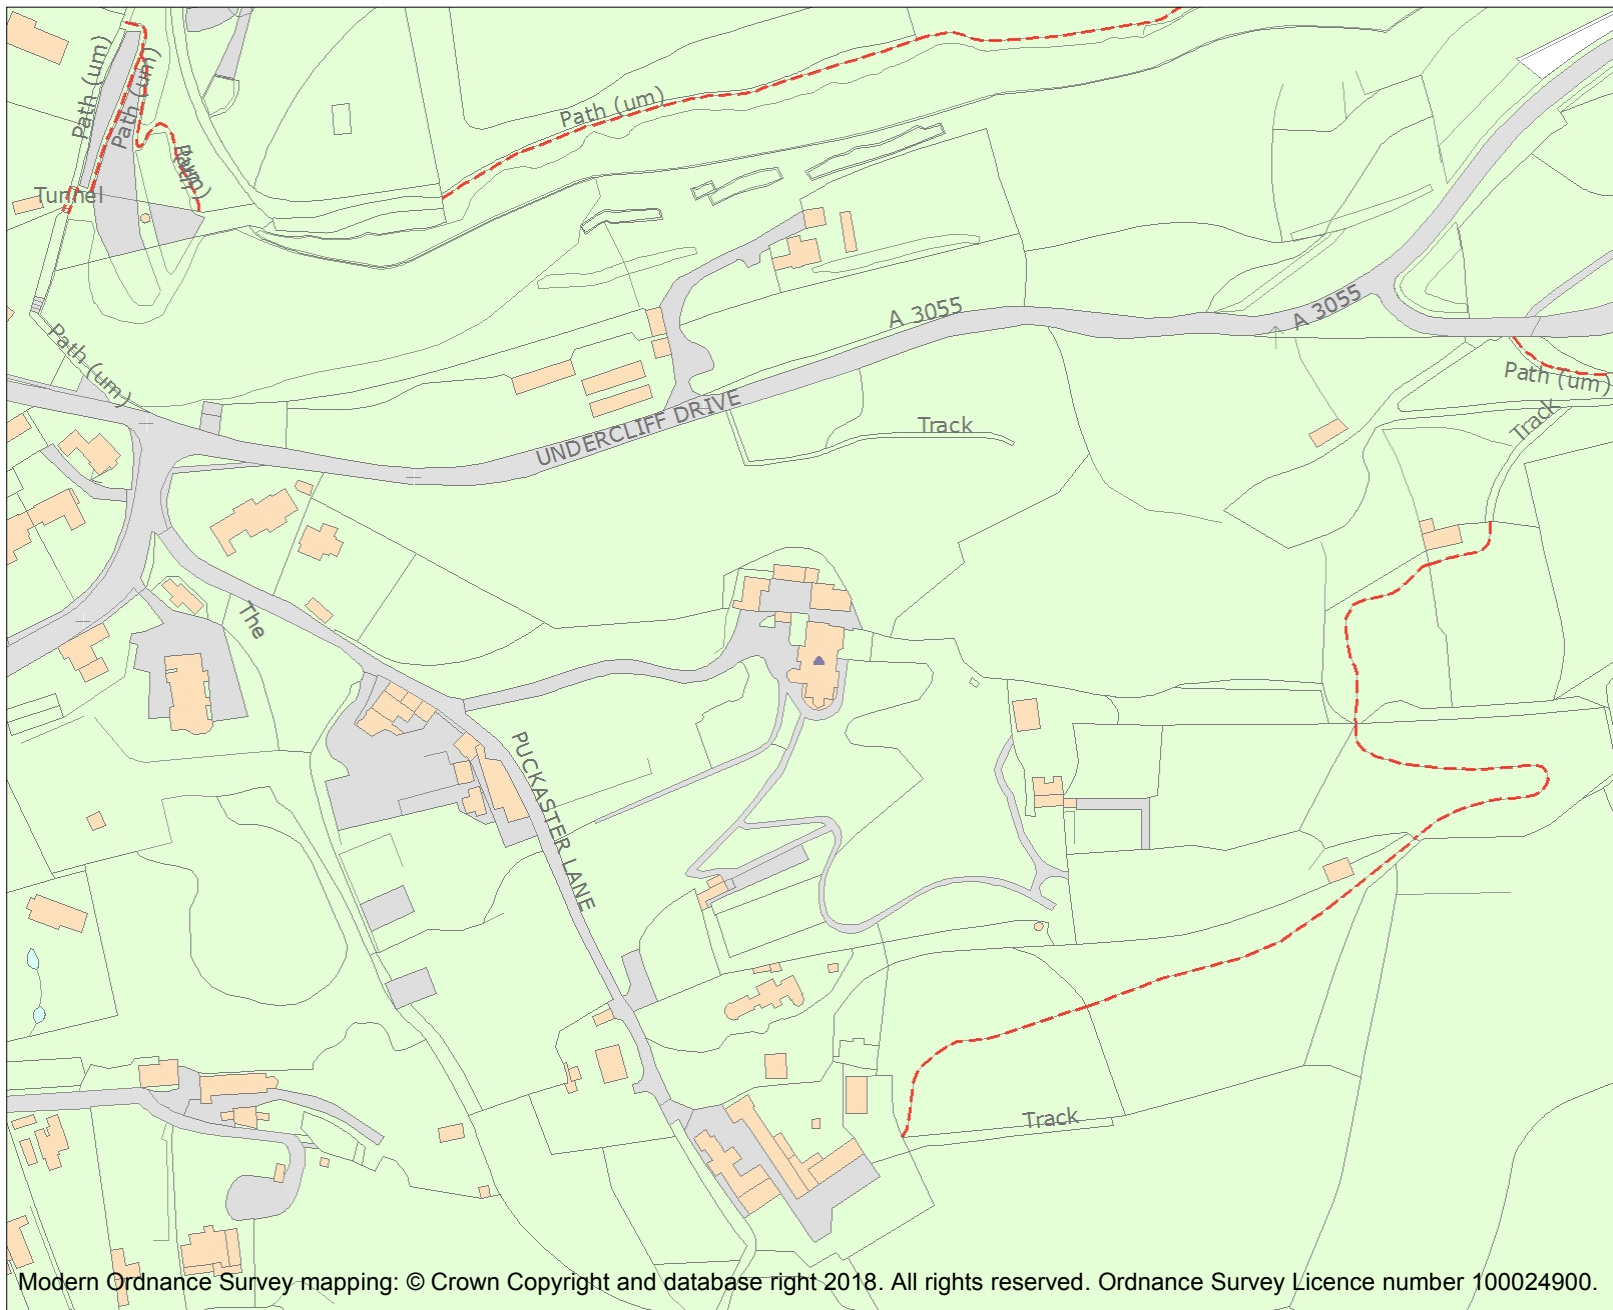 Path (um)
Path (um)
Path (um)
Tunnel
Path (um)
A 3055
A 3055
Path (um)
Path (um)
Track
Track
UNDERCLIFF DRIVE
The
PUCKASTER LANE
Track
Modern Ordnance Survey mapping: © Crown Copyright and database right 2018. All rights reserved. Ordnance Survey Licence number 100024900.